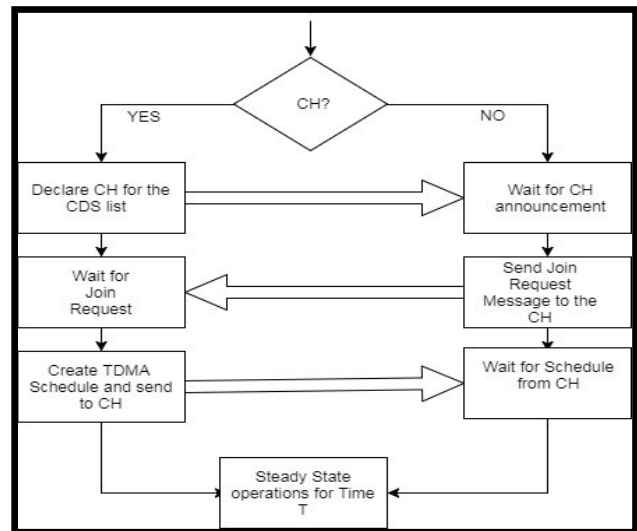 CH?
YES
NO
Declare CH for the
CDS list
Wait for CH
announcement
Wait for
Join
Request
Send Join
Request
Message to the
CH
Create TDMA
Schedule and send
to CH
Wait for Schedule
from CH
Steady State
operations for Time
T